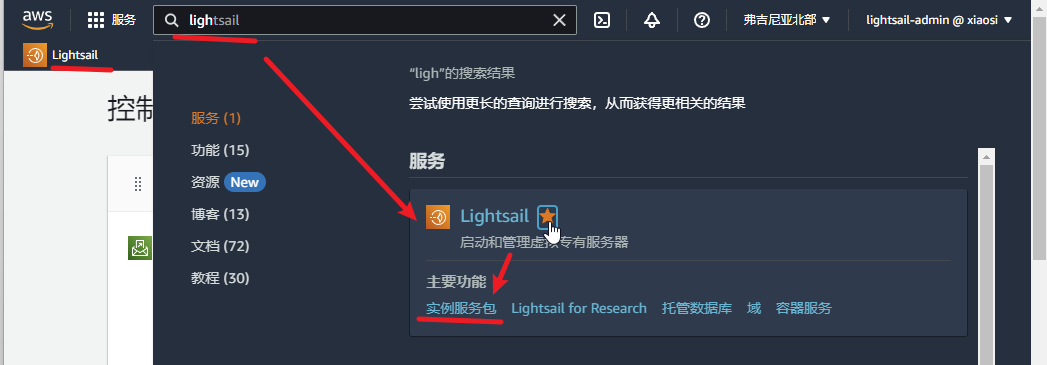 aws 服务 lightsail 弗吉尼亚北部 lightsail-admin @ xiaosi
Lightsail
"ligh"的搜索结果
尝试使用更长的查询进行搜索，从而获得更相关的结果
控制
服务 (1)
功能 (15)
资源 New
博客 (13)
文档 (72)
教程 (30)
服务
Lightsail
启动和管理虚拟专有服务器
主要功能
实例服务包 Lightsail for Research 托管数据库 域 容器服务